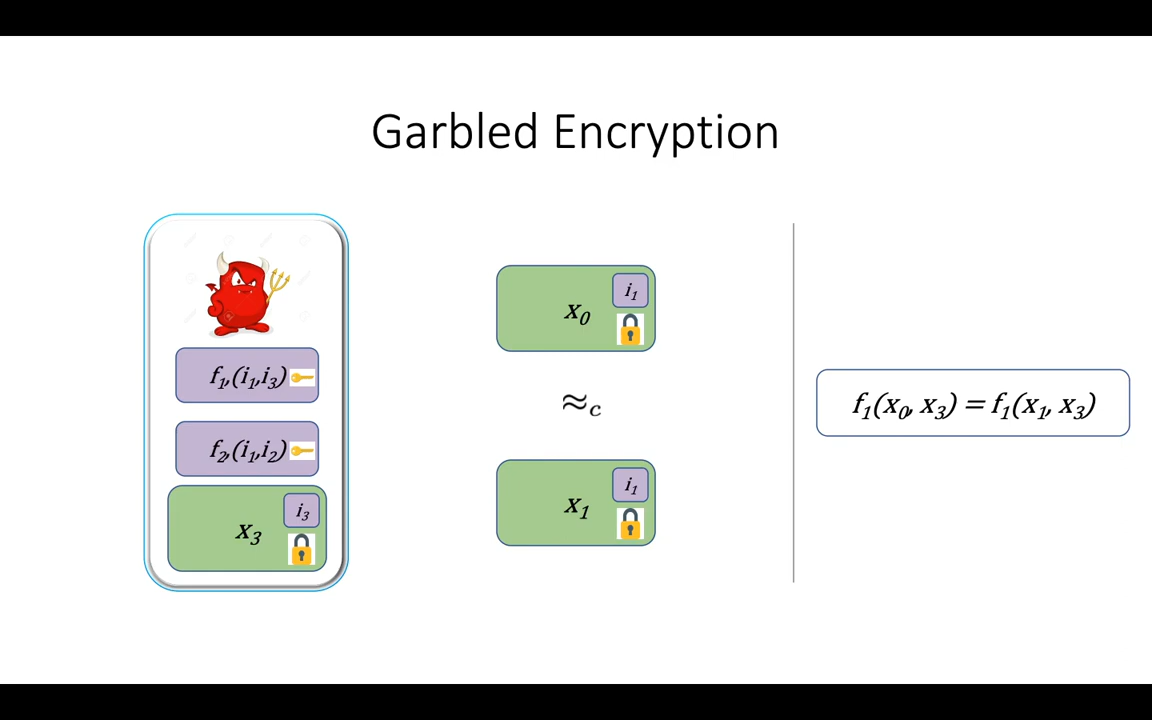 Garbled Encryption
f₁,(i₁,i₃)
f₂,(i₁,i₂)
x₃ i₃
x₀ i₁
≈c
x₁ i₁
f₁(x₀, x₃) = f₁(x₁, x₃)